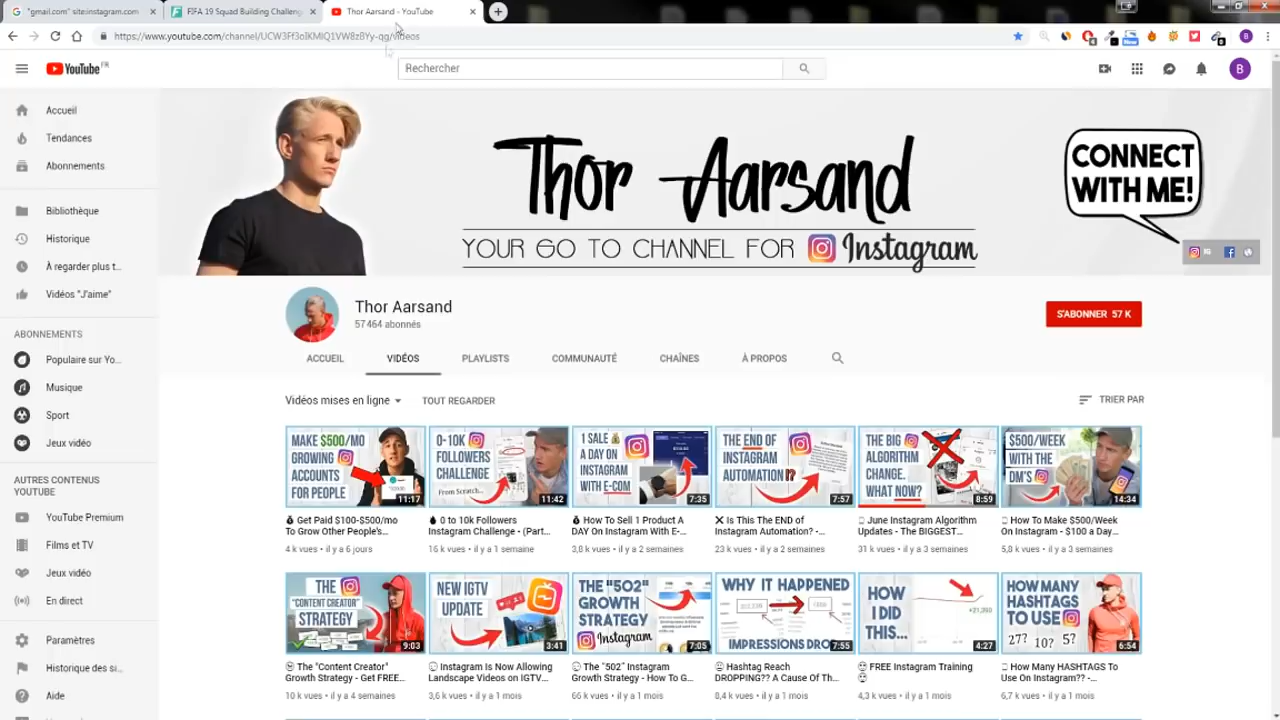 "gmail.com" site:instagram.com
FIFA 19 Squad Building Challeng
Thor Aarsand - YouTube
https://www.youtube.com/channel/UCW3Ff3oIKMIQ1VW8z8Yy-qg/videos
YouTube FR
Rechercher
B
Accueil
Tendances
Abonnements
Bibliothèque
Historique
À regarder plus t...
Vidéos "J'aime"
ABONNEMENTS
Populaire sur Yo...
Musique
Sport
Jeux vidéo
AUTRES CONTENUS YOUTUBE
YouTube Premium
Films et TV
Jeux vidéo
En direct
Paramètres
Historique des si...
Aide
Thor Aarsand
YOUR GO TO CHANNEL FOR Instagram
CONNECT
WITH ME!
IG
Thor Aarsand
57 464 abonnés
S'ABONNER 57 K
ACCUEIL VIDÉOS PLAYLISTS COMMUNAUTÉ CHAÎNES À PROPOS
Vidéos mises en ligne TOUT REGARDER TRIER PAR
MAKE $500/MO
GROWING
ACCOUNTS
FOR PEOPLE
11:17
Get Paid $100-$500/mo
To Grow Other People's...
4 k vues • il y a 6 jours
0-10K
FOLLOWERS
CHALLENGE
From Scratch...
11:42
0 to 10k Followers
Instagram Challenge - (Part...
16 k vues • il y a 1 semaine
1 SALE
A DAY ON
INSTAGRAM
WITH E-COM
7:35
How To Sell 1 Product A
DAY On Instagram With E-...
3,8 k vues • il y a 2 semaines
THE END OF
INSTAGRAM
AUTOMATION!?
7:57
Is This The END of
Instagram Automation? -...
23 k vues • il y a 2 semaines
THE BIG
ALGORITHM
CHANGE.
WHAT NOW?
8:59
June Instagram Algorithm
Updates - The BIGGEST...
31 k vues • il y a 3 semaines
$500/WEEK
WITH THE
DM'S
14:34
How To Make $500/Week
On Instagram - $100 a Day...
5,8 k vues • il y a 3 semaines
THE
"CONTENT CREATOR"
STRATEGY
9:03
The "Content Creator"
Growth Strategy - Get FREE...
10 k vues • il y a 4 semaines
NEW IGTV
UPDATE
3:41
Instagram Is Now Allowing
Landscape Videos on IGTV...
3,6 k vues • il y a 1 mois
THE "502"
GROWTH
STRATEGY
Instagram
7:05
The "502" Instagram
Growth Strategy - How To G...
66 k vues • il y a 1 mois
WHY IT HAPPENED
IMPRESSIONS DRO
7:55
Hashtag Reach
DROPPING?? A Cause Of Th...
8,4 k vues • il y a 1 mois
HOW
I DID
THIS...
+21,390
4:27
FREE Instagram Training
4,3 k vues • il y a 1 mois
HOW MANY
HASHTAGS
TO USE
27? 10? 5?
6:54
How Many HASHTAGS To
Use On Instagram?? -...
6,7 k vues • il y a 1 mois